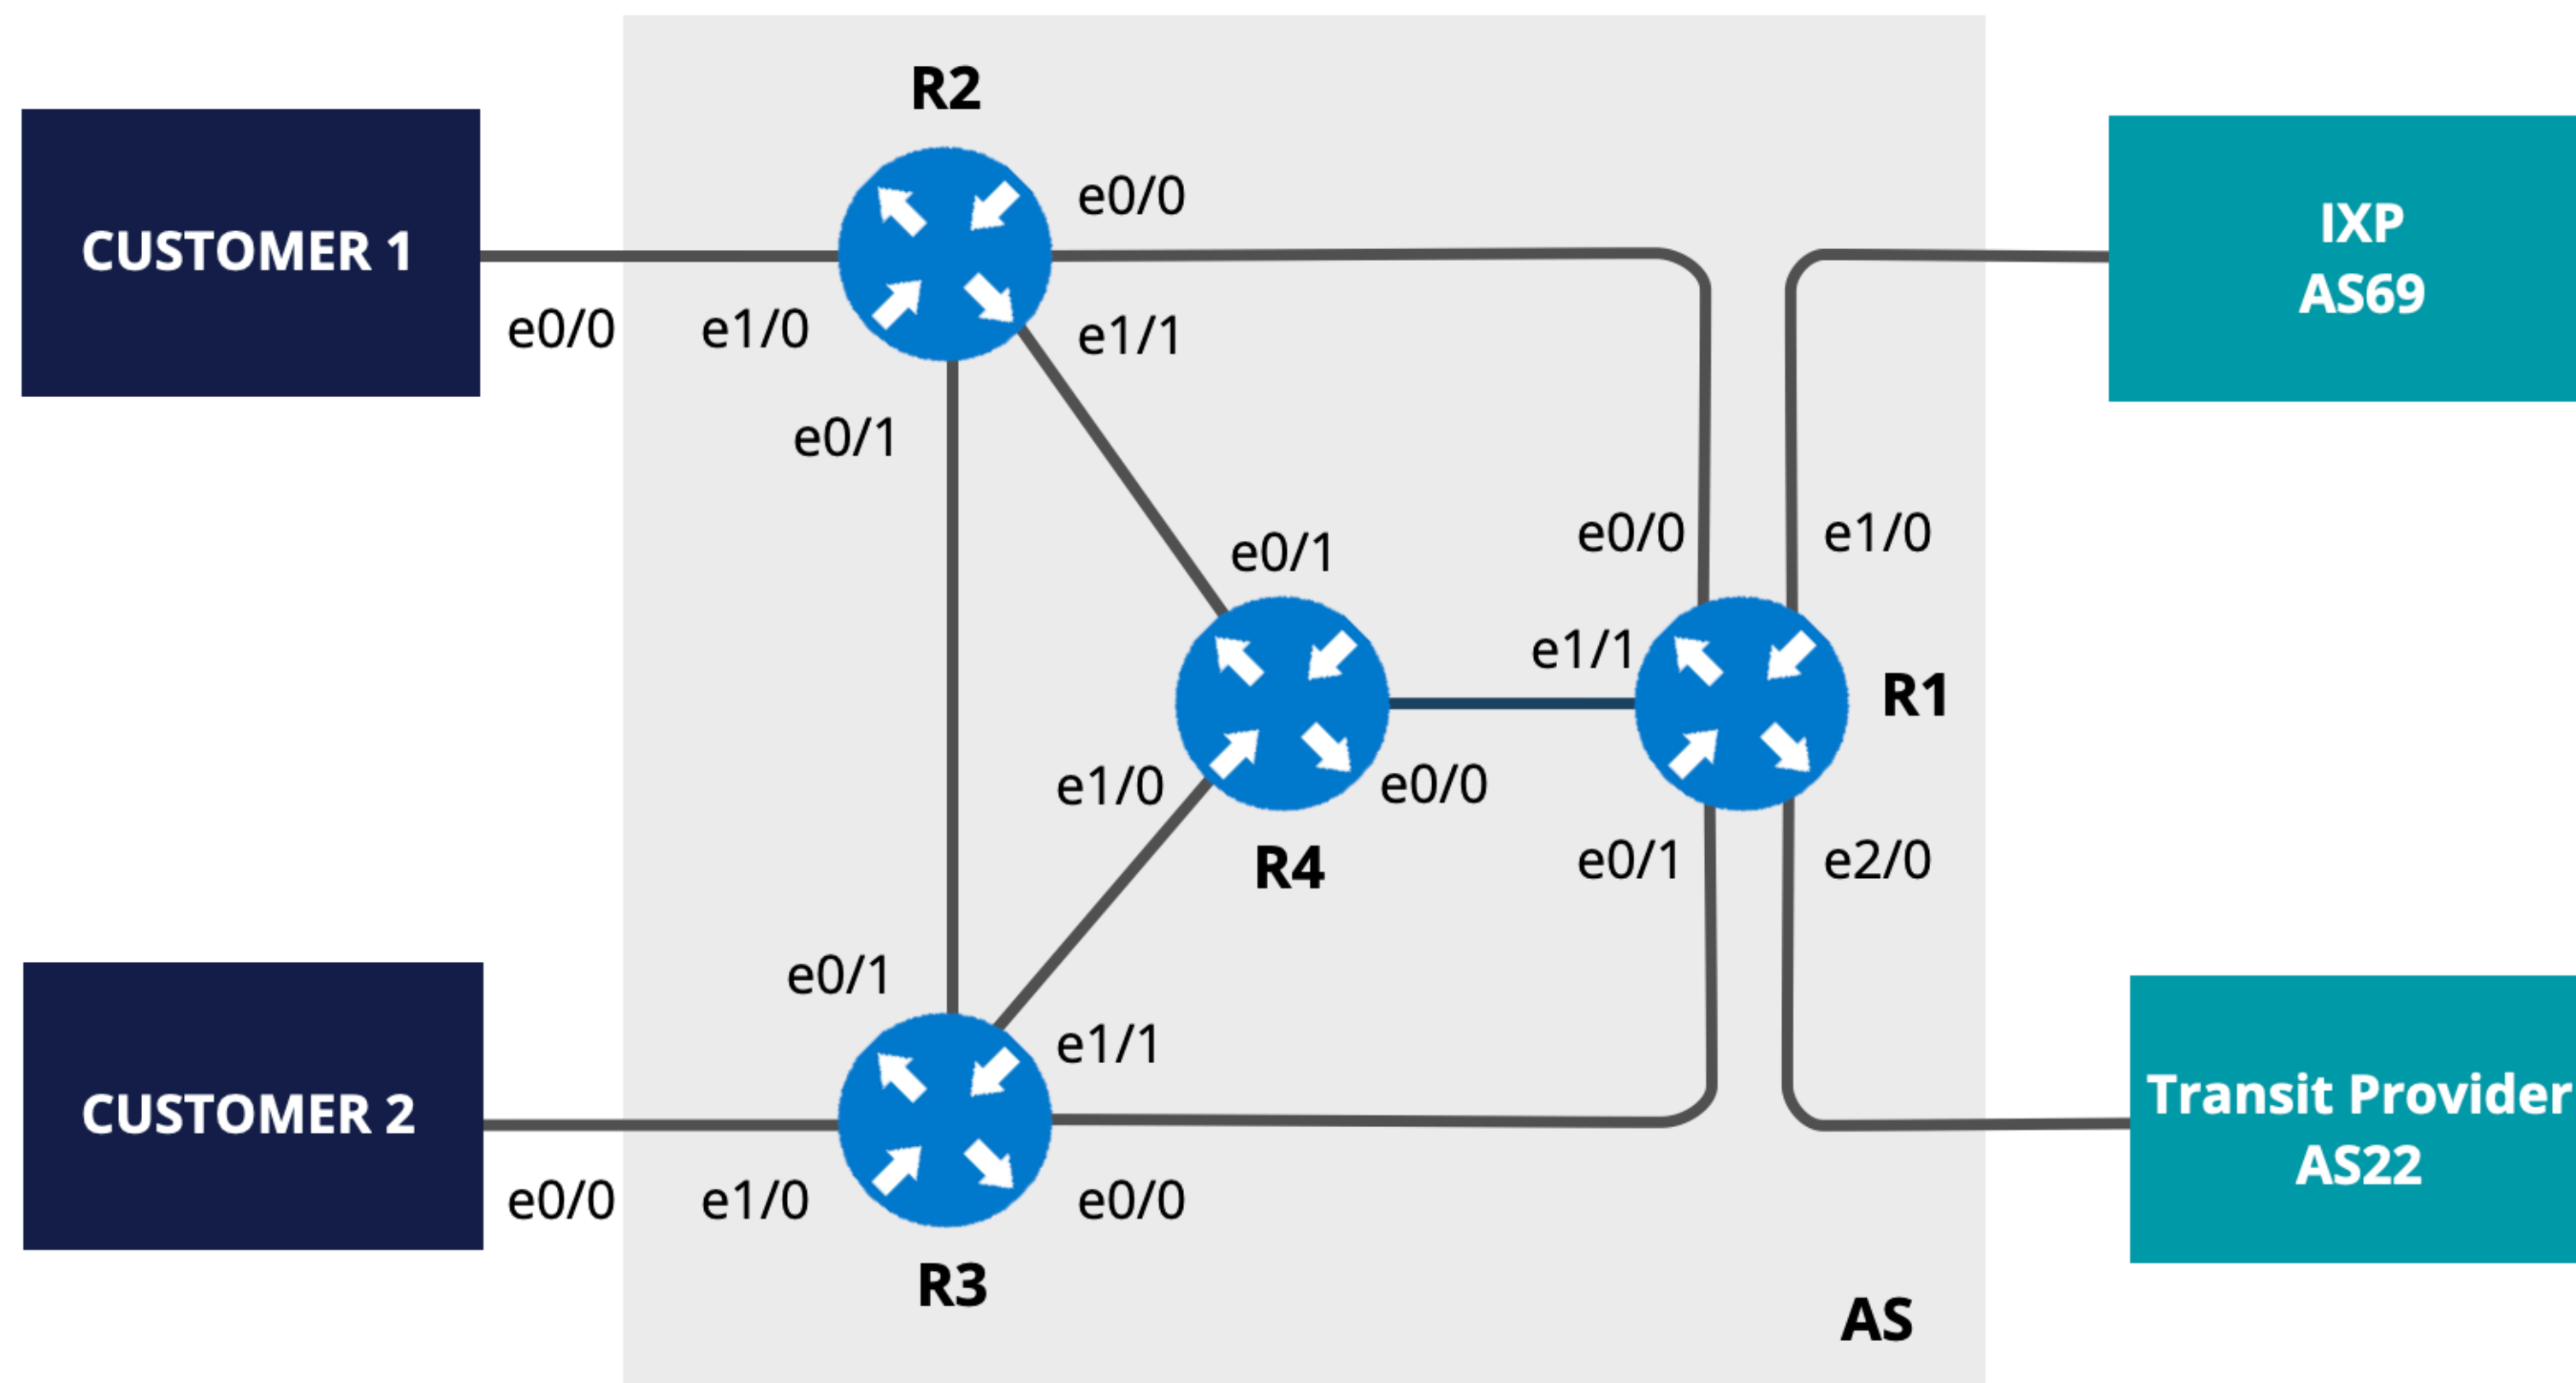 R2
e0/0
CUSTOMER 1
IXP
AS69
e0/0
e1/0
e1/1
e0/1
e0/1
e0/0
e1/0
e1/1
R1
e1/0
e0/0
R4
e0/1
e2/0
e0/1
e1/1
CUSTOMER 2
Transit Provider
AS22
e0/0
e1/0
e0/0
R3
AS